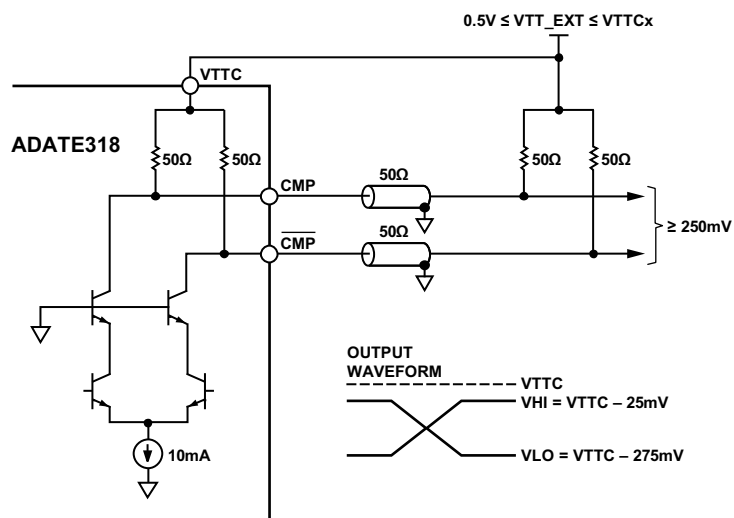 0.5V ≤ VTT_EXT ≤ VTTCx
VTTC
ADATE318
50Ω
50Ω
50Ω
50Ω
CMP
50Ω
CMP
50Ω
≥ 250mV
10mA
OUTPUT
WAVEFORM
VTTC
VHI = VTTC – 25mV
VLO = VTTC – 275mV